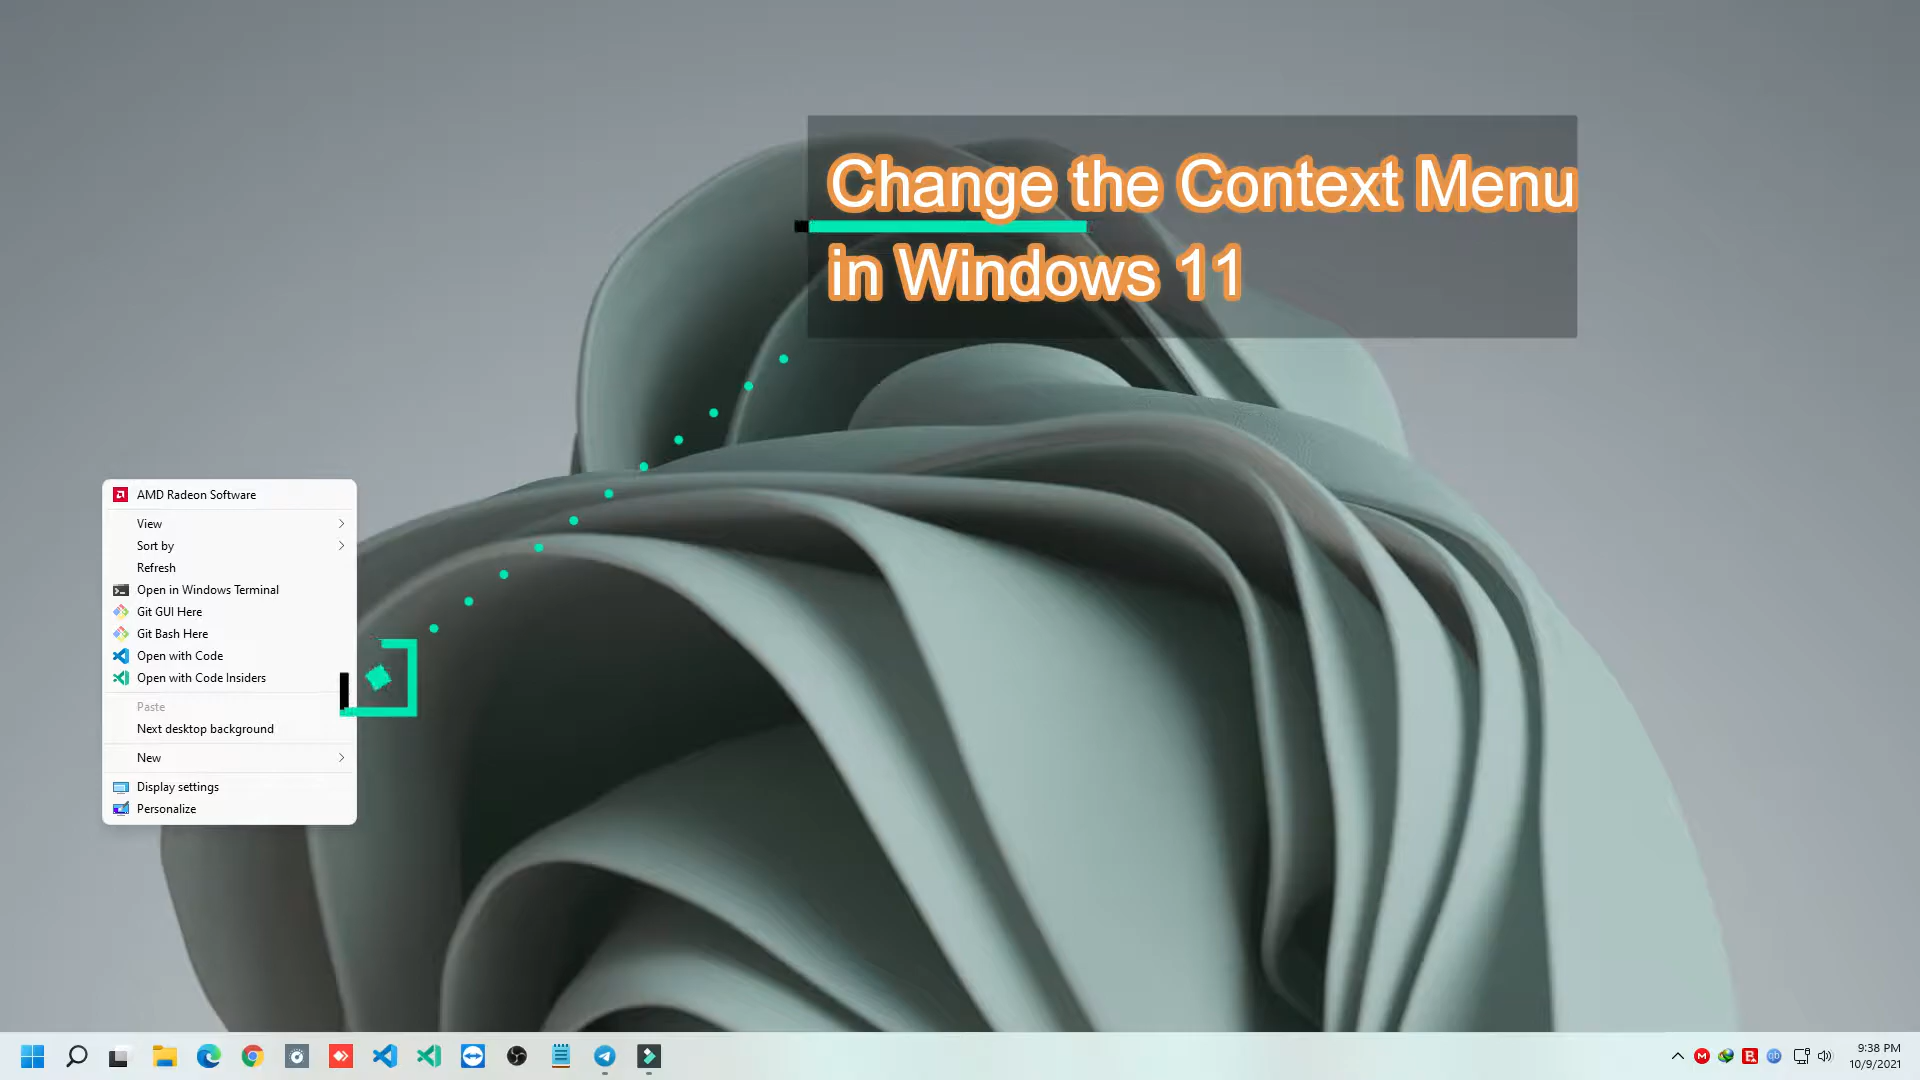 Change the Context Menu
in Windows 11
AMD Radeon Software
View
Sort by
Refresh
Open in Windows Terminal
Git GUI Here
Git Bash Here
Open with Code
Open with Code Insiders
Paste
Next desktop background
New
Display settings
Personalize
9:38 PM
10/9/2021